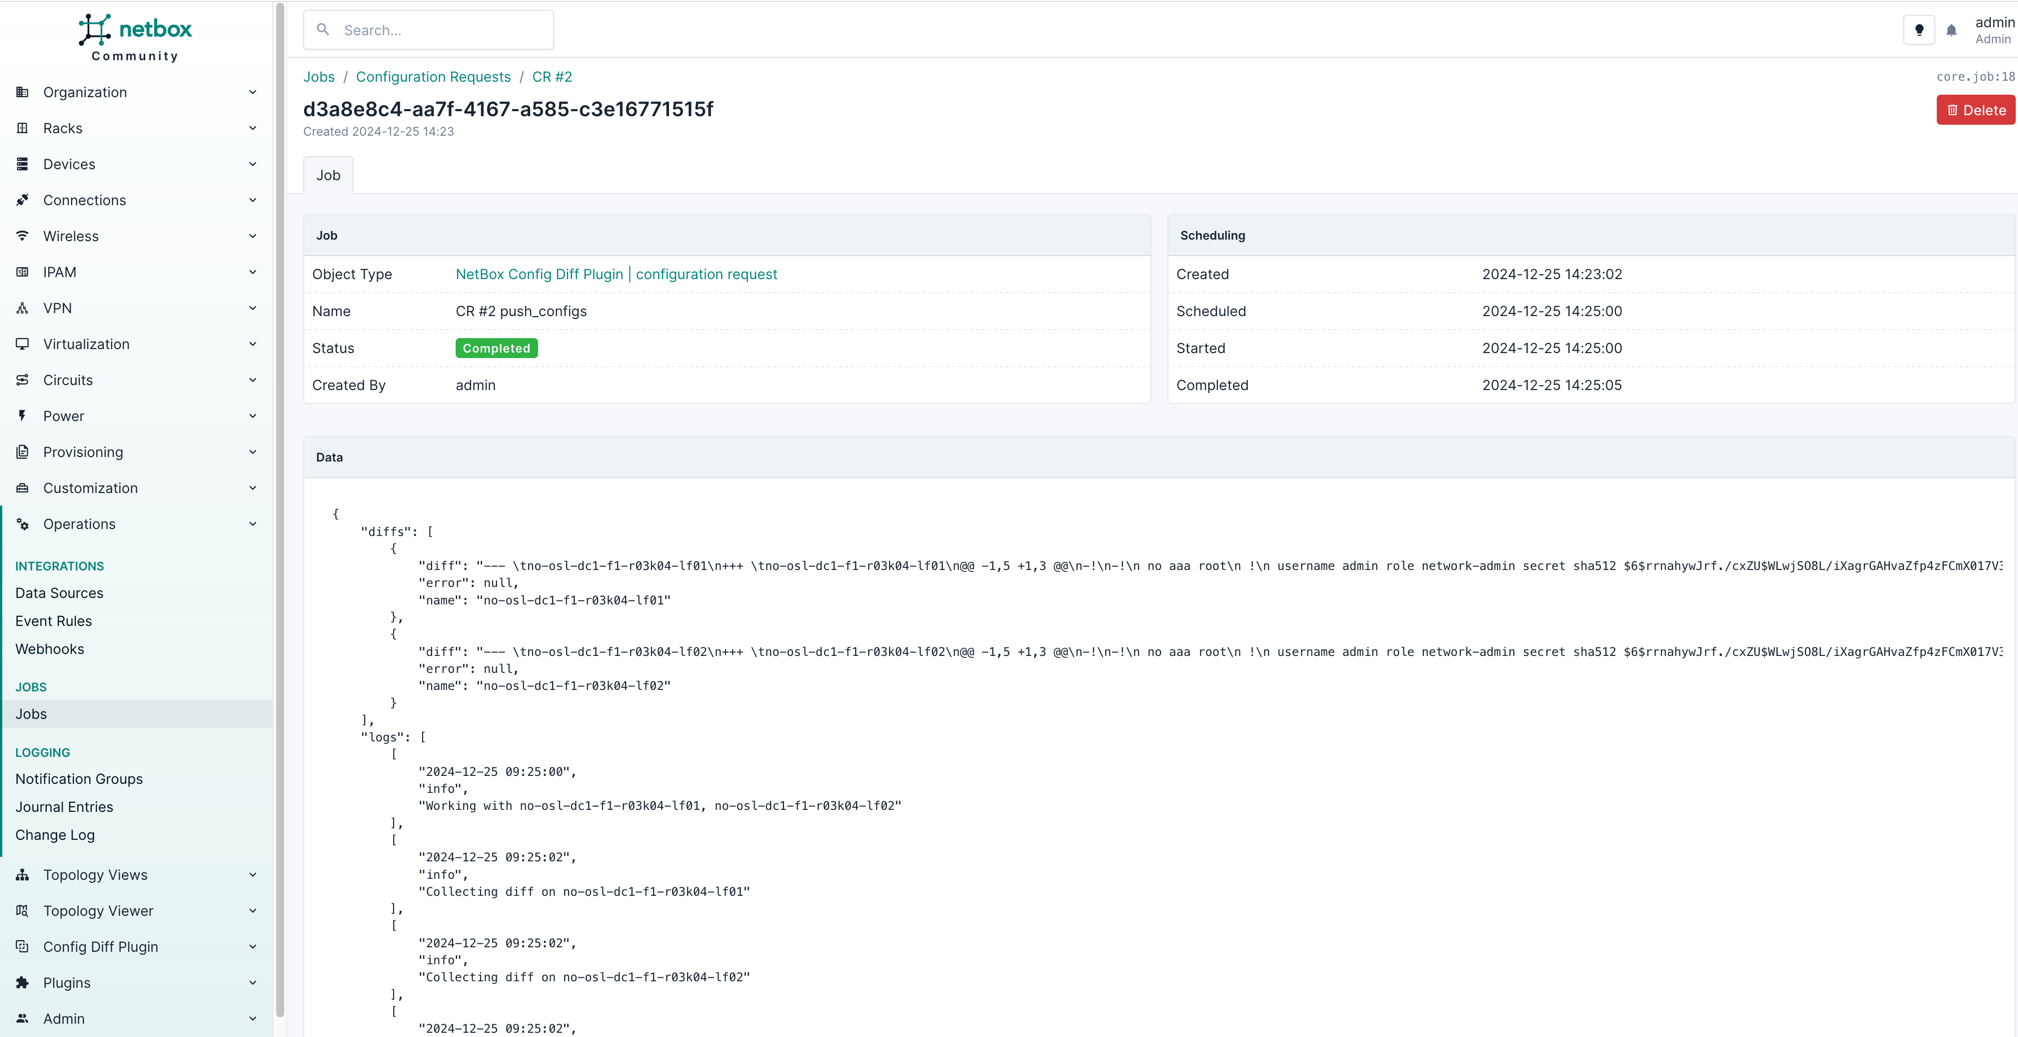 netbox
Community
Search...
admin
Admin
Organization
Racks
Devices
Connections
Wireless
IPAM
VPN
Virtualization
Circuits
Power
Provisioning
Customization
Operations
INTEGRATIONS
Data Sources
Event Rules
Webhooks
JOBS
Jobs
LOGGING
Notification Groups
Journal Entries
Change Log
Topology Views
Topology Viewer
Config Diff Plugin
Plugins
Admin
Jobs / Configuration Requests / CR #2
core.job:18
d3a8e8c4-aa7f-4167-a585-c3e16771515f
Created 2024-12-25 14:23
Delete
Job
Job
Object Type NetBox Config Diff Plugin | configuration request
Name CR #2 push_configs
Status Completed
Created By admin
Scheduling
Created 2024-12-25 14:23:02
Scheduled 2024-12-25 14:25:00
Started 2024-12-25 14:25:00
Completed 2024-12-25 14:25:05
Data
{
"diffs": [
{
"diff": "--- \tno-osl-dc1-f1-r03k04-lf01\n+++ \tno-osl-dc1-f1-r03k04-lf01\n@@ -1,5 +1,3 @@\n-!\n-!\n no aaa root\n !\n username admin role network-admin secret sha512 $6$rrnahywJrf./cxZU$WLwjSO8L/iXagrGAHvaZfp4zFCmX017V3
"error": null,
"name": "no-osl-dc1-f1-r03k04-lf01"
},
{
"diff": "--- \tno-osl-dc1-f1-r03k04-lf02\n+++ \tno-osl-dc1-f1-r03k04-lf02\n@@ -1,5 +1,3 @@\n-!\n-!\n no aaa root\n !\n username admin role network-admin secret sha512 $6$rrnahywJrf./cxZU$WLwjSO8L/iXagrGAHvaZfp4zFCmX017V3
"error": null,
"name": "no-osl-dc1-f1-r03k04-lf02"
}
],
"logs": [
[
"2024-12-25 09:25:00",
"info",
"Working with no-osl-dc1-f1-r03k04-lf01, no-osl-dc1-f1-r03k04-lf02"
],
[
"2024-12-25 09:25:02",
"info",
"Collecting diff on no-osl-dc1-f1-r03k04-lf01"
],
[
"2024-12-25 09:25:02",
"info",
"Collecting diff on no-osl-dc1-f1-r03k04-lf02"
],
[
"2024-12-25 09:25:02",